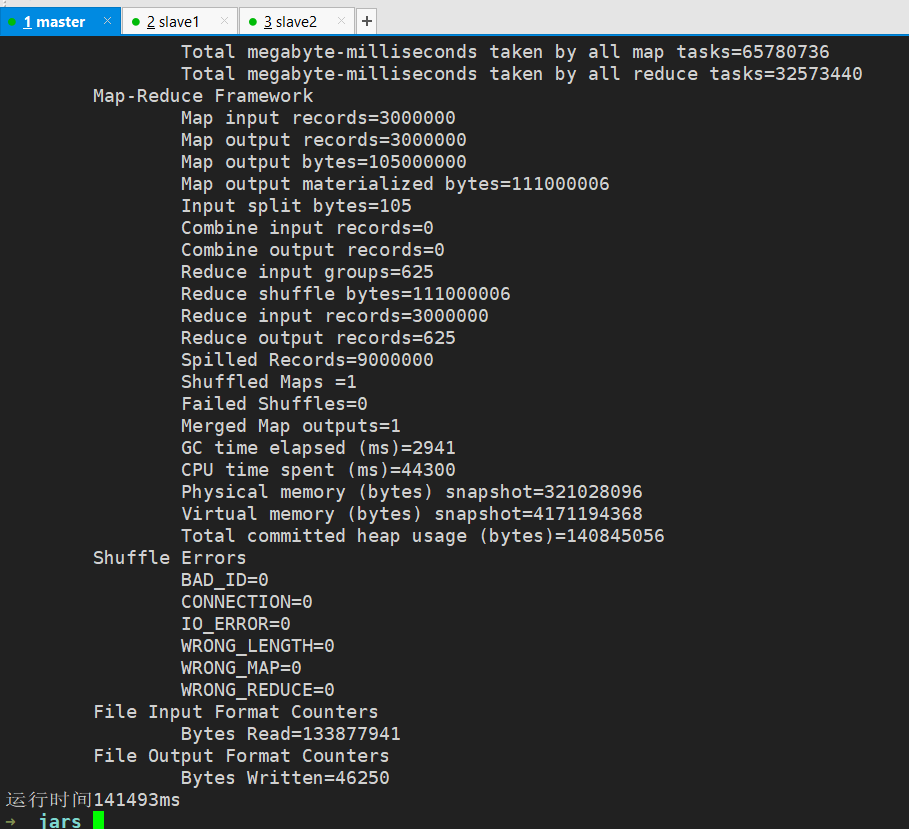 1 master × 2 slave1 × 3 slave2 × +
Total megabyte-milliseconds taken by all map tasks=65780736
Total megabyte-milliseconds taken by all reduce tasks=32573440
Map-Reduce Framework
Map input records=3000000
Map output records=3000000
Map output bytes=105000000
Map output materialized bytes=111000006
Input split bytes=105
Combine input records=0
Combine output records=0
Reduce input groups=625
Reduce shuffle bytes=111000006
Reduce input records=3000000
Reduce output records=625
Spilled Records=9000000
Shuffled Maps =1
Failed Shuffles=0
Merged Map outputs=1
GC time elapsed (ms)=2941
CPU time spent (ms)=44300
Physical memory (bytes) snapshot=321028096
Virtual memory (bytes) snapshot=4171194368
Total committed heap usage (bytes)=140845056
Shuffle Errors
BAD_ID=0
CONNECTION=0
IO_ERROR=0
WRONG_LENGTH=0
WRONG_MAP=0
WRONG_REDUCE=0
File Input Format Counters
Bytes Read=133877941
File Output Format Counters
Bytes Written=46250
运行时间141493ms
→ jars